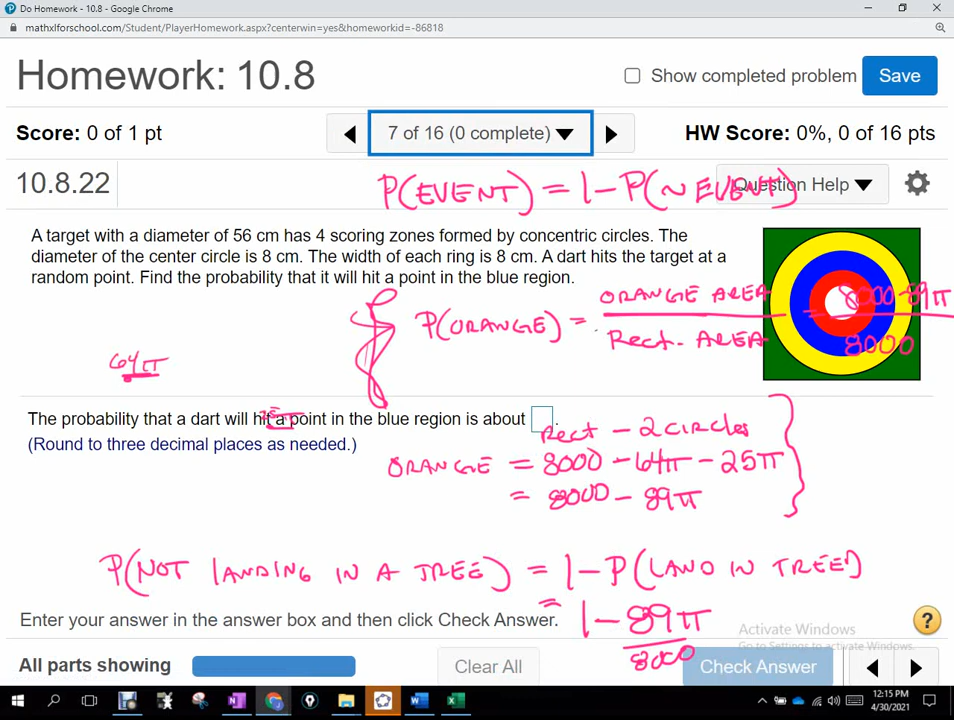 Do Homework - 10.8 - Google Chrome
mathxlforschool.com/Student/PlayerHomework.aspx?centerwin=yes&homeworkid=-86818
Homework: 10.8
Show completed problem
Save
Score: 0 of 1 pt
7 of 16 (0 complete)
HW Score: 0%, 0 of 16 pts
10.8.22
Question Help
P(EVENT) = 1 - P(~ EVENT)
A target with a diameter of 56 cm has 4 scoring zones formed by concentric circles. The
diameter of the center circle is 8 cm. The width of each ring is 8 cm. A dart hits the target at a
random point. Find the probability that it will hit a point in the blue region.
P(ORANGE) = ORANGE AREA / Rect. AREA = 8000 - 89π / 8000
64π
The probability that a dart will hit a point in the blue region is about
(Round to three decimal places as needed.)
Rect - 2 circles
ORANGE = 8000 - 64π - 25π
= 8000 - 89π
P(NOT LANDING IN A TREE) = 1 - P(LAND IN TREE)
= 1 - 89π / 8000
Enter your answer in the answer box and then click Check Answer.
?
Activate Windows
Go to Settings to activate Windows.
All parts showing
Clear All
Check Answer
12:15 PM
4/30/2021